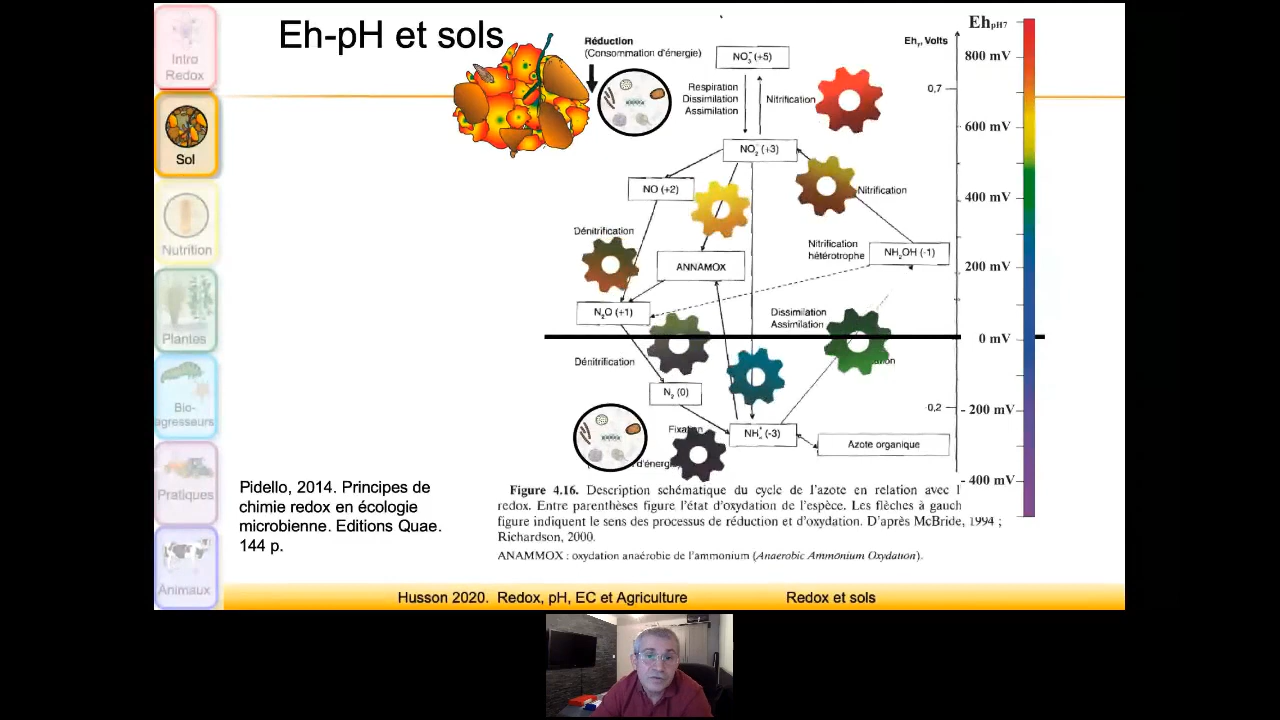 Eh-pH et sols
Intro
Redox
Sol
Nutrition
Plantes
Bio-
agresseurs
Pratiques
Animaux
Réduction
(Consommation d'énergie)
NO₃⁻ (+5)
Respiration
Dissimilation
Assimilation
Nitrification
NO₂⁻ (+3)
NO (+2)
Nitrification
Dénitrification
Nitrification
hétérotrophe
NH₂OH (-1)
ANNAMOX
N₂O (+1)
Dissimilation
Assimilation
Dénitrification
N₂ (0)
NH₄⁺ (-3)
Azote organique
d'énergie)
Eh₇, Volts
0,7
-0,2
Eh pH7
800 mV
600 mV
400 mV
200 mV
0 mV
- 200 mV
- 400 mV
Figure 4.16. Description schématique du cycle de l'azote en relation avec l
redox. Entre parenthèses figure l'état d'oxydation de l'espèce. Les flèches à gauch
figure indiquent le sens des processus de réduction et d'oxydation. D'après McBride, 1994 ;
Richardson, 2000.
ANAMMOX : oxydation anaérobie de l'ammonium (Anaerobic Ammonium Oxydation).
Pidello, 2014. Principes de
chimie redox en écologie
microbienne. Editions Quae.
144 p.
Husson 2020. Redox, pH, EC et Agriculture
Redox et sols